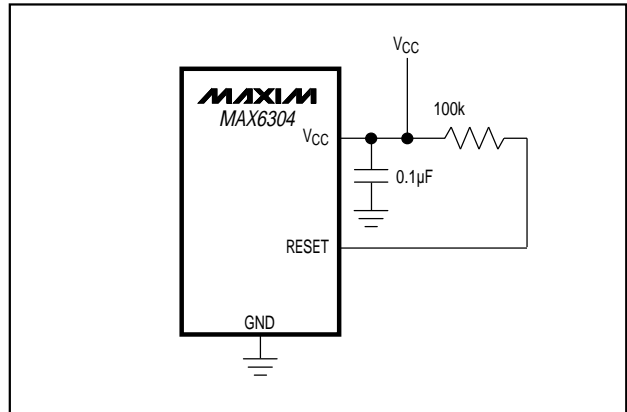 VCC
MAXIM
MAX6304
100k
VCC
0.1µF
RESET
GND